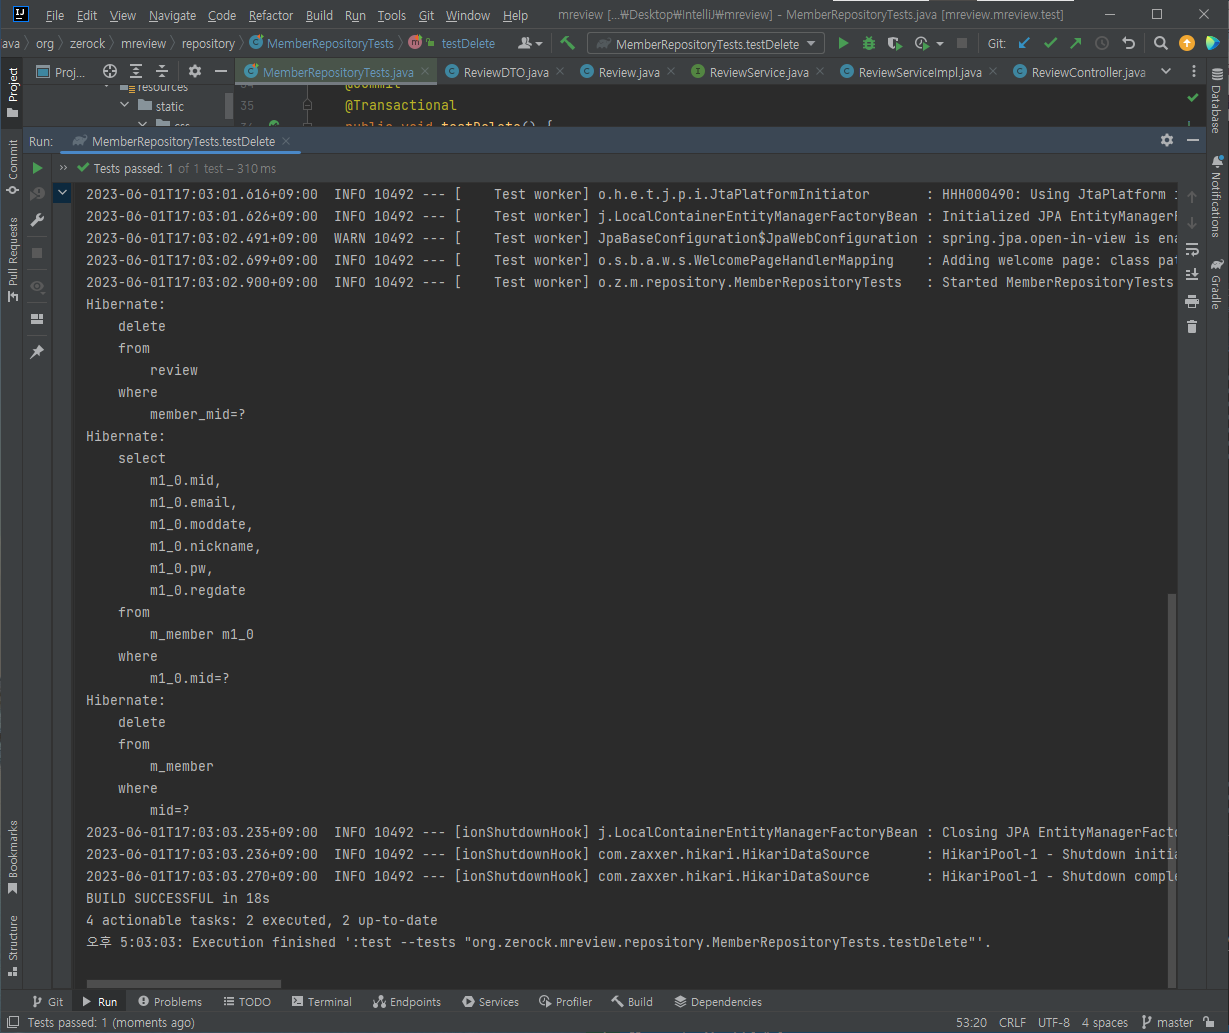 File Edit View Navigate Code Refactor Build Run Tools Git Window Help mreview [...₩Desktop₩IntelliJ₩mreview] - MemberRepositoryTests.java [mreview.mreview.test]
ava org zerock mreview repository MemberRepositoryTests testDelete MemberRepositoryTests.testDelete Git:
Proj... MemberRepositoryTests.java ReviewDTO.java Review.java ReviewService.java ReviewServiceImpl.java ReviewController.java
resources
static
css
35 @Transactional
public void testDelete() {
Run: MemberRepositoryTests.testDelete
Tests passed: 1 of 1 test – 310 ms
2023-06-01T17:03:01.616+09:00  INFO 10492 --- [    Test worker] o.h.e.t.j.p.i.JtaPlatformInitiator       : HHH000490: Using JtaPlatform
2023-06-01T17:03:01.626+09:00  INFO 10492 --- [    Test worker] j.LocalContainerEntityManagerFactoryBean : Initialized JPA EntityManagerF
2023-06-01T17:03:02.491+09:00  WARN 10492 --- [    Test worker] JpaBaseConfiguration$JpaWebConfiguration : spring.jpa.open-in-view is ena
2023-06-01T17:03:02.699+09:00  INFO 10492 --- [    Test worker] o.s.b.a.w.s.WelcomePageHandlerMapping    : Adding welcome page: class pat
2023-06-01T17:03:02.900+09:00  INFO 10492 --- [    Test worker] o.z.m.repository.MemberRepositoryTests   : Started MemberRepositoryTests
Hibernate:
delete
from
review
where
member_mid=?
Hibernate:
select
m1_0.mid,
m1_0.email,
m1_0.moddate,
m1_0.nickname,
m1_0.pw,
m1_0.regdate
from
m_member m1_0
where
m1_0.mid=?
Hibernate:
delete
from
m_member
where
mid=?
2023-06-01T17:03:03.235+09:00  INFO 10492 --- [ionShutdownHook] j.LocalContainerEntityManagerFactoryBean : Closing JPA EntityManagerFact
2023-06-01T17:03:03.236+09:00  INFO 10492 --- [ionShutdownHook] com.zaxxer.hikari.HikariDataSource       : HikariPool-1 - Shutdown initia
2023-06-01T17:03:03.270+09:00  INFO 10492 --- [ionShutdownHook] com.zaxxer.hikari.HikariDataSource       : HikariPool-1 - Shutdown comple
BUILD SUCCESSFUL in 18s
4 actionable tasks: 2 executed, 2 up-to-date
오후 5:03:03: Execution finished ':test --tests "org.zerock.mreview.repository.MemberRepositoryTests.testDelete"'.
Project
Commit
Pull Requests
Bookmarks
Structure
Database
Notifications
Gradle
Git Run Problems TODO Terminal Endpoints Services Profiler Build Dependencies
Tests passed: 1 (moments ago) 53:20 CRLF UTF-8 4 spaces master